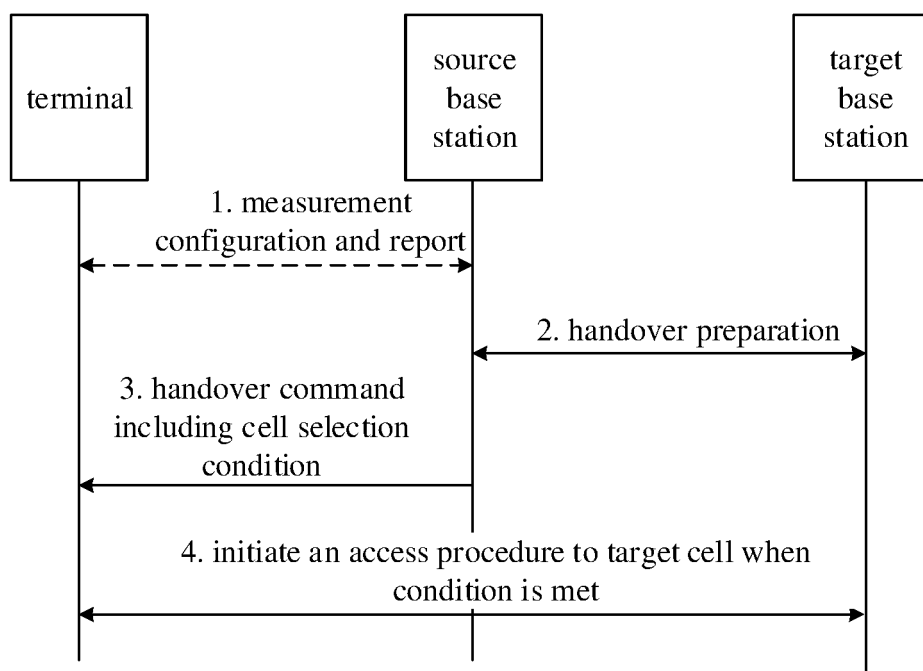 terminal
source
base
station
target
base
station
1. measurement
configuration and report
2. handover preparation
3. handover command
including cell selection
condition
4. initiate an access procedure to target cell when
condition is met